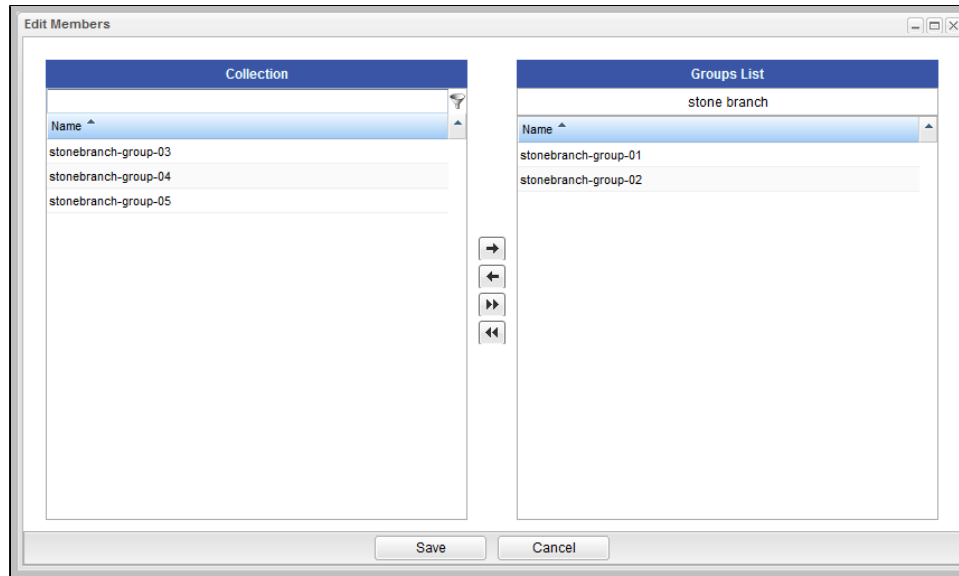 Edit Members
Collection
Name
stonebranch-group-03
stonebranch-group-04
stonebranch-group-05
Groups List
stone branch
Name
stonebranch-group-01
stonebranch-group-02
Save
Cancel